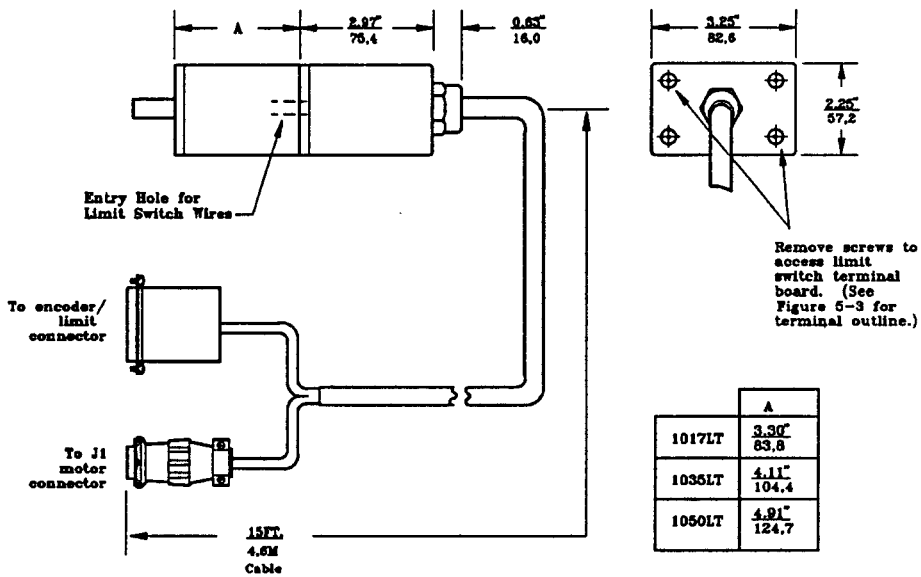 A
2.97"
75,4
0.63"
16,0
3.25"
82,6
2.25"
57,2
Entry Hole for
Limit Switch Wires
Remove screws to
access limit
switch terminal
board. (See
Figure 5-3 for
terminal outline.)
To encoder/
limit
connector
To J1
motor
connector
15FT.
4,6M
Cable
A
1017LT 3.30"
83,8
1035LT 4.11"
104,4
1050LT 4.91"
124,7